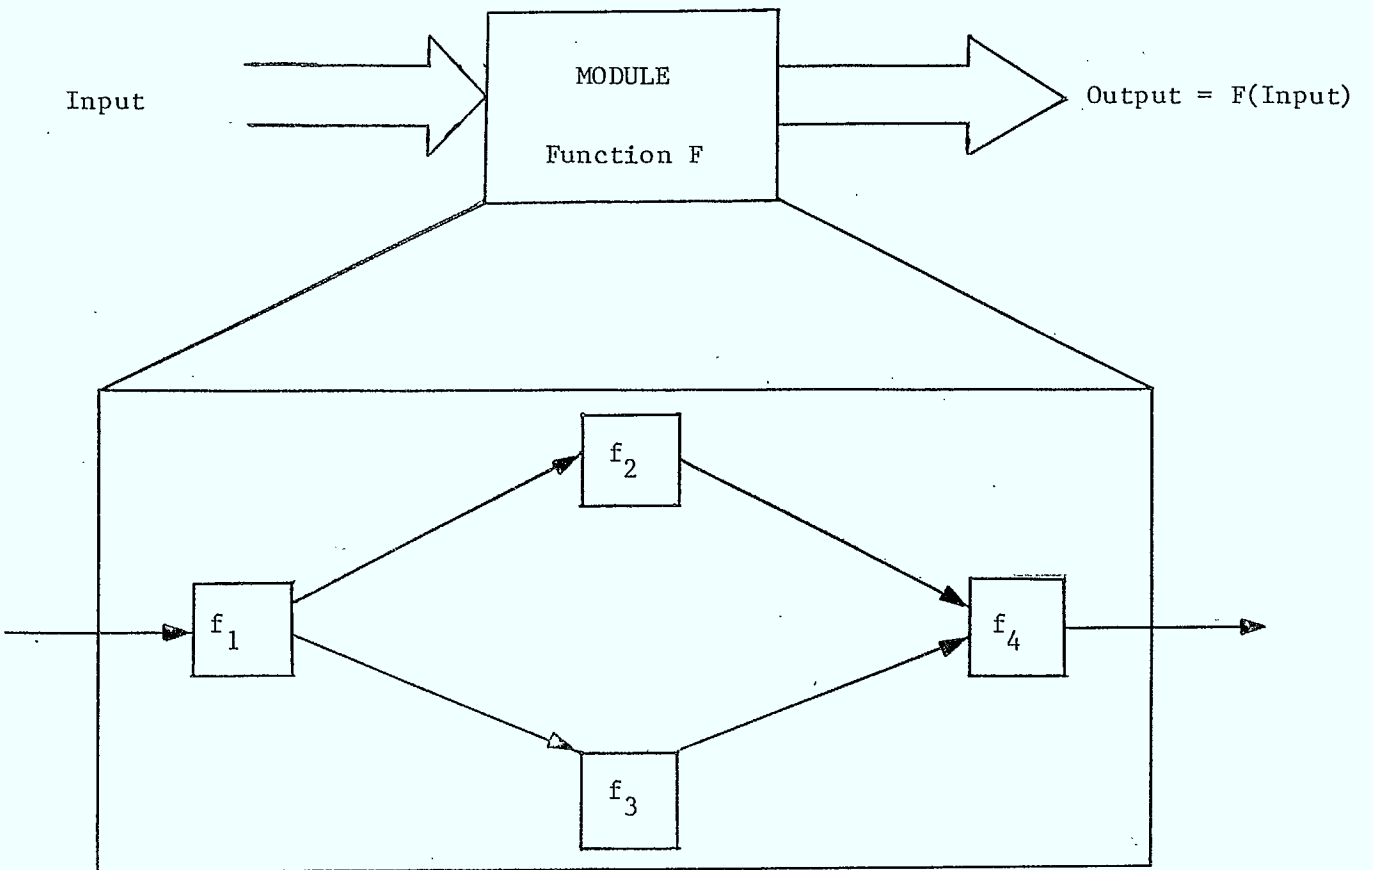 MODULE
Input
Output = F(Input)
Function F
f2
f1
f4
f3